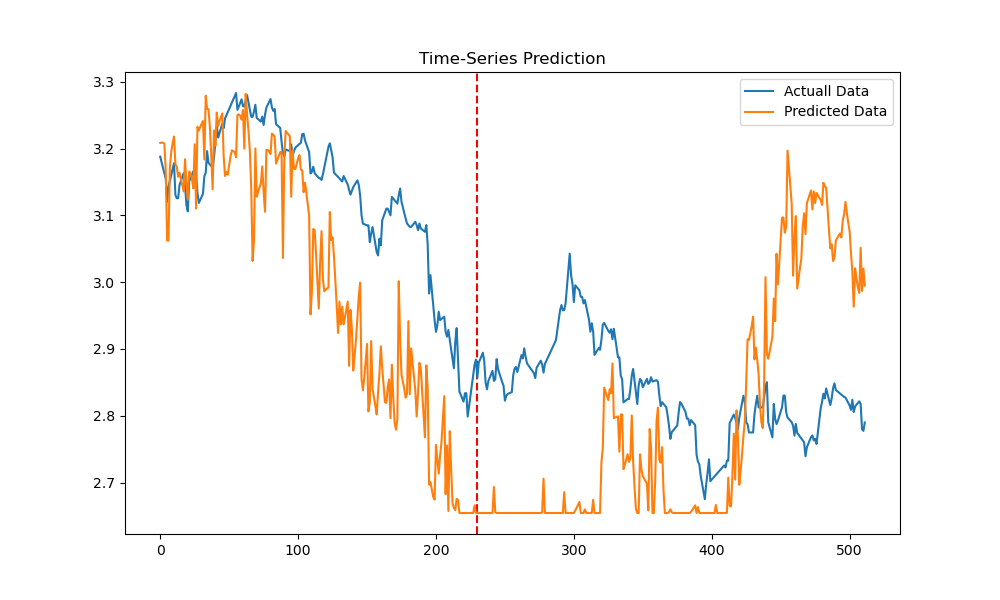 Time-Series Prediction
Actuall Data
Predicted Data
3.3
3.2
3.1
3.0
2.9
2.8
2.7
0 100 200 300 400 500